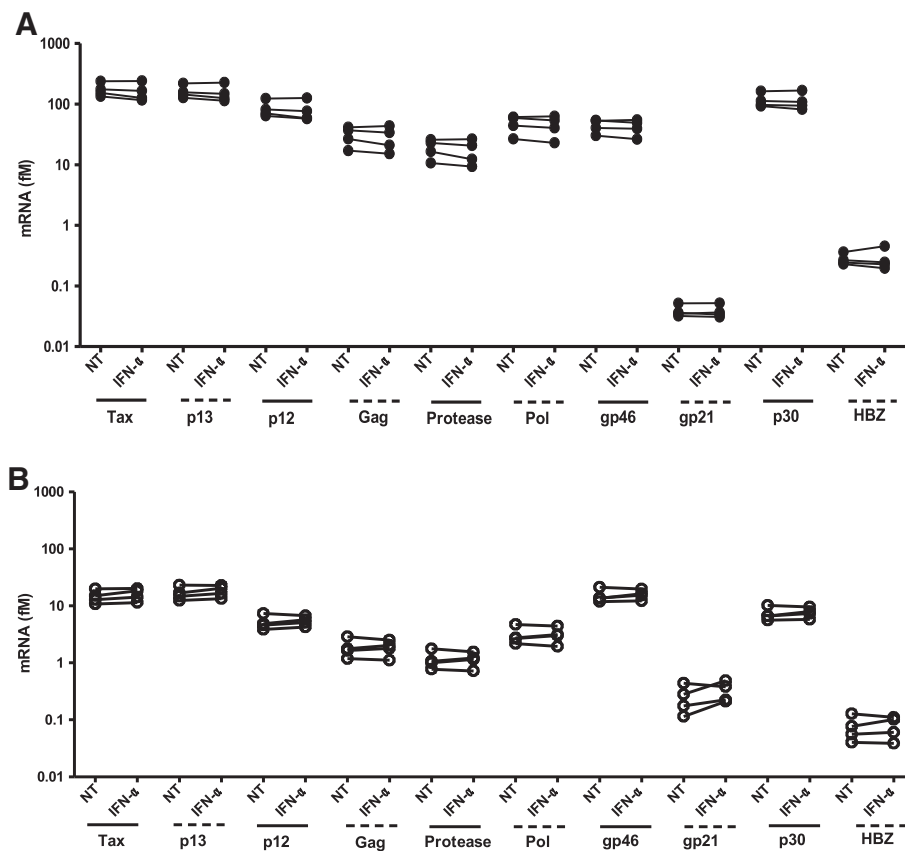 A
1000
100
10
1
0.1
0.01
mRNA (fM)
NT IFN-α NT IFN-α NT IFN-α NT IFN-α NT IFN-α NT IFN-α NT IFN-α NT IFN-α NT IFN-α NT IFN-α
Tax p13 p12 Gag Protease Pol gp46 gp21 p30 HBZ
B
1000
100
10
1
0.1
0.01
mRNA (fM)
NT IFN-α NT IFN-α NT IFN-α NT IFN-α NT IFN-α NT IFN-α NT IFN-α NT IFN-α NT IFN-α NT IFN-α
Tax p13 p12 Gag Protease Pol gp46 gp21 p30 HBZ